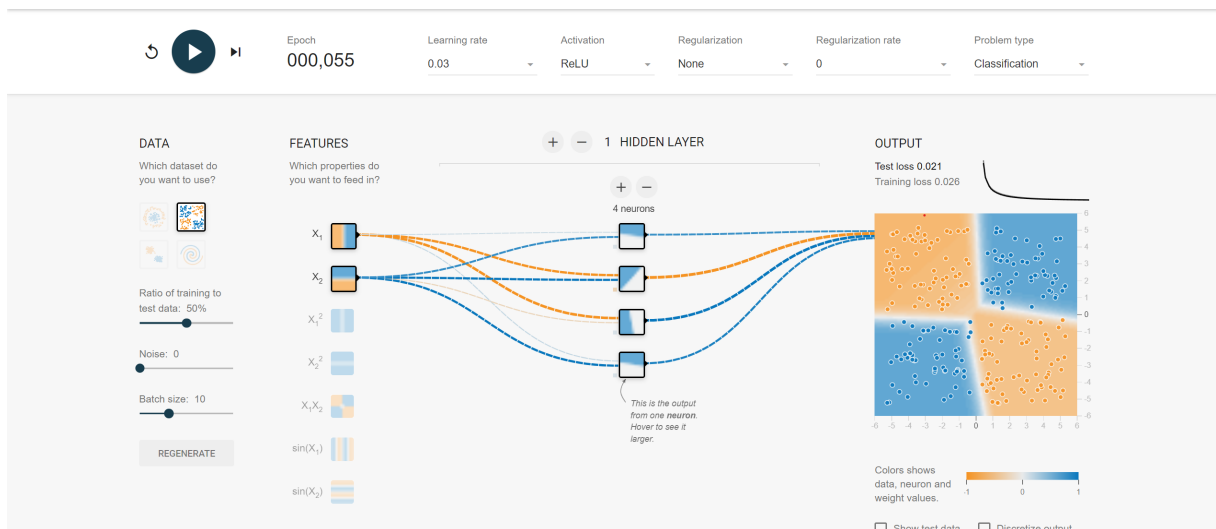 Epoch
000,055
Learning rate
0.03
Activation
ReLU
Regularization
None
Regularization rate
0
Problem type
Classification
DATA
Which dataset do
you want to use?
Ratio of training to
test data: 50%
Noise: 0
Batch size: 10
REGENERATE
FEATURES
Which properties do
you want to feed in?
X₁
X₂
X₁²
X₂²
X₁X₂
sin(X₁)
sin(X₂)
+ − 1 HIDDEN LAYER
+ −
4 neurons
This is the output
from one neuron.
Hover to see it
larger.
OUTPUT
Test loss 0.021
Training loss 0.026
6
5
4
3
2
1
0
-1
-2
-3
-4
-5
-6
-6 -5 -4 -3 -2 -1 0 1 2 3 4 5 6
Colors shows
data, neuron and
weight values.
-1 0 1
Show test data
Discretize output